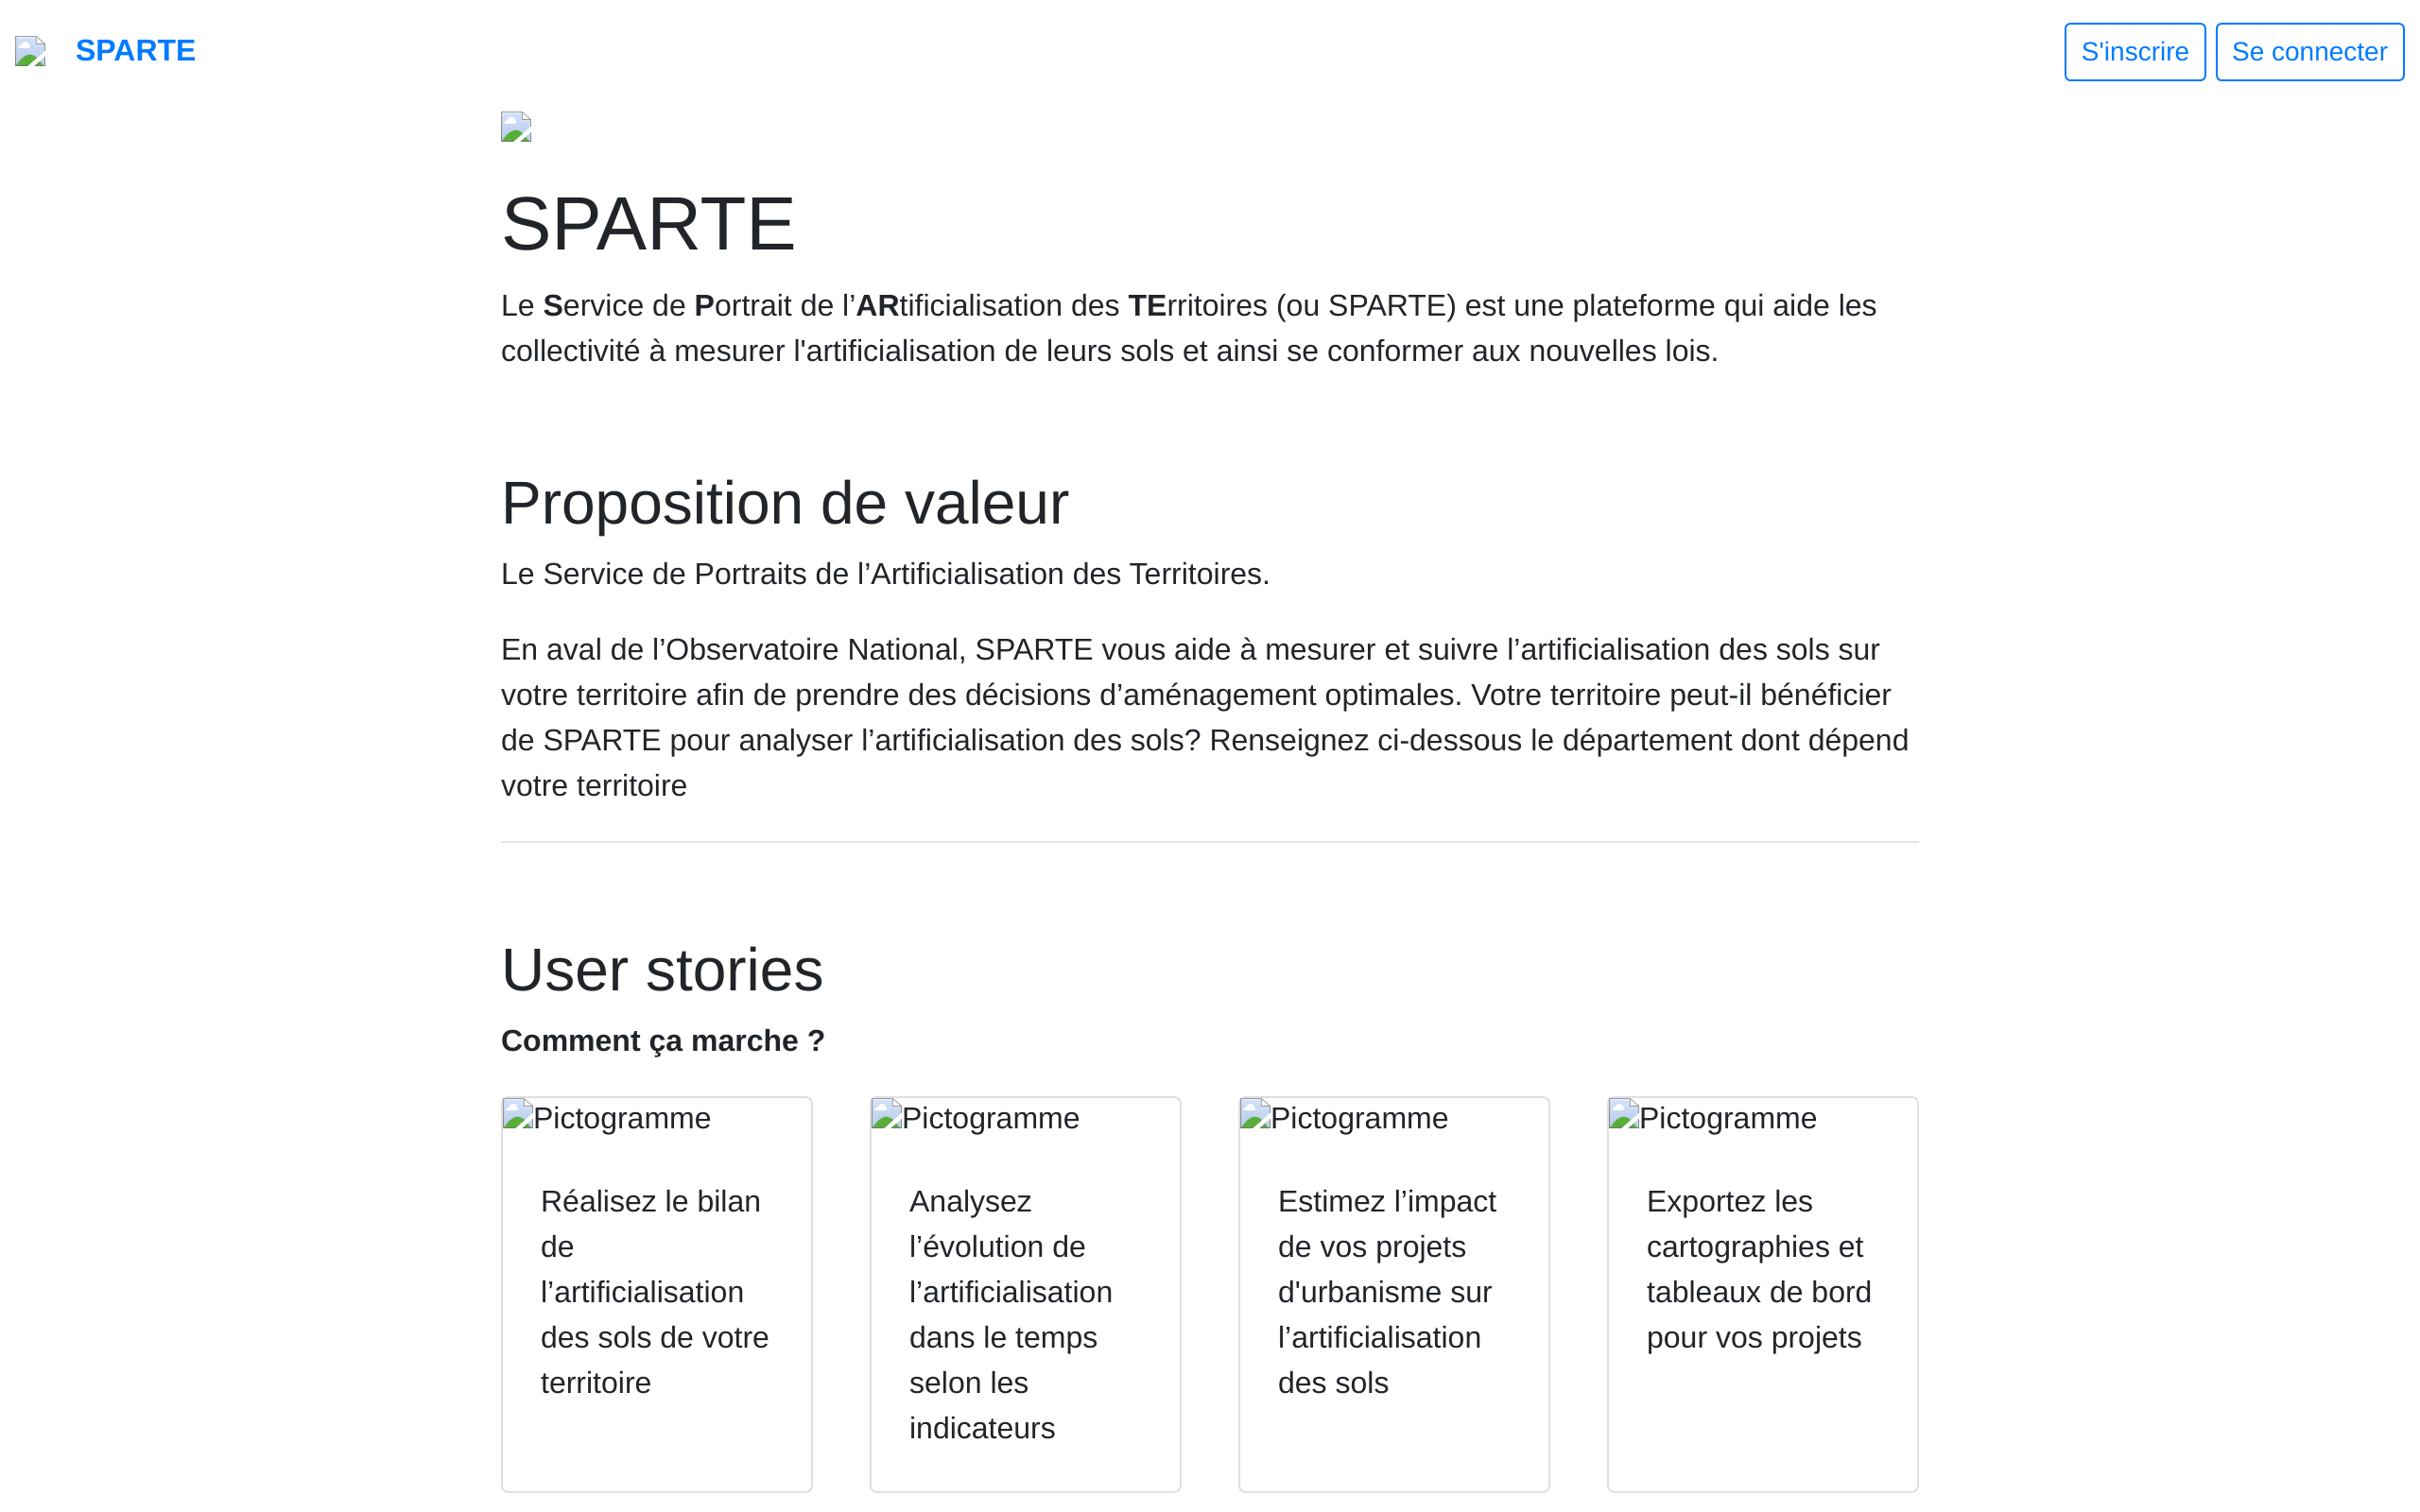 SPARTE
S'inscrire
Se connecter
SPARTE
Le Service de Portrait de l’ARtificialisation des TErritoires (ou SPARTE) est une plateforme qui aide les
collectivité à mesurer l'artificialisation de leurs sols et ainsi se conformer aux nouvelles lois.
Proposition de valeur
Le Service de Portraits de l’Artificialisation des Territoires.
En aval de l’Observatoire National, SPARTE vous aide à mesurer et suivre l’artificialisation des sols sur
votre territoire afin de prendre des décisions d’aménagement optimales. Votre territoire peut-il bénéficier
de SPARTE pour analyser l’artificialisation des sols? Renseignez ci-dessous le département dont dépend
votre territoire
User stories
Comment ça marche ?
Pictogramme
Réalisez le bilan
de
l’artificialisation
des sols de votre
territoire
Pictogramme
Analysez
l’évolution de
l’artificialisation
dans le temps
selon les
indicateurs
Pictogramme
Estimez l’impact
de vos projets
d'urbanisme sur
l’artificialisation
des sols
Pictogramme
Exportez les
cartographies et
tableaux de bord
pour vos projets